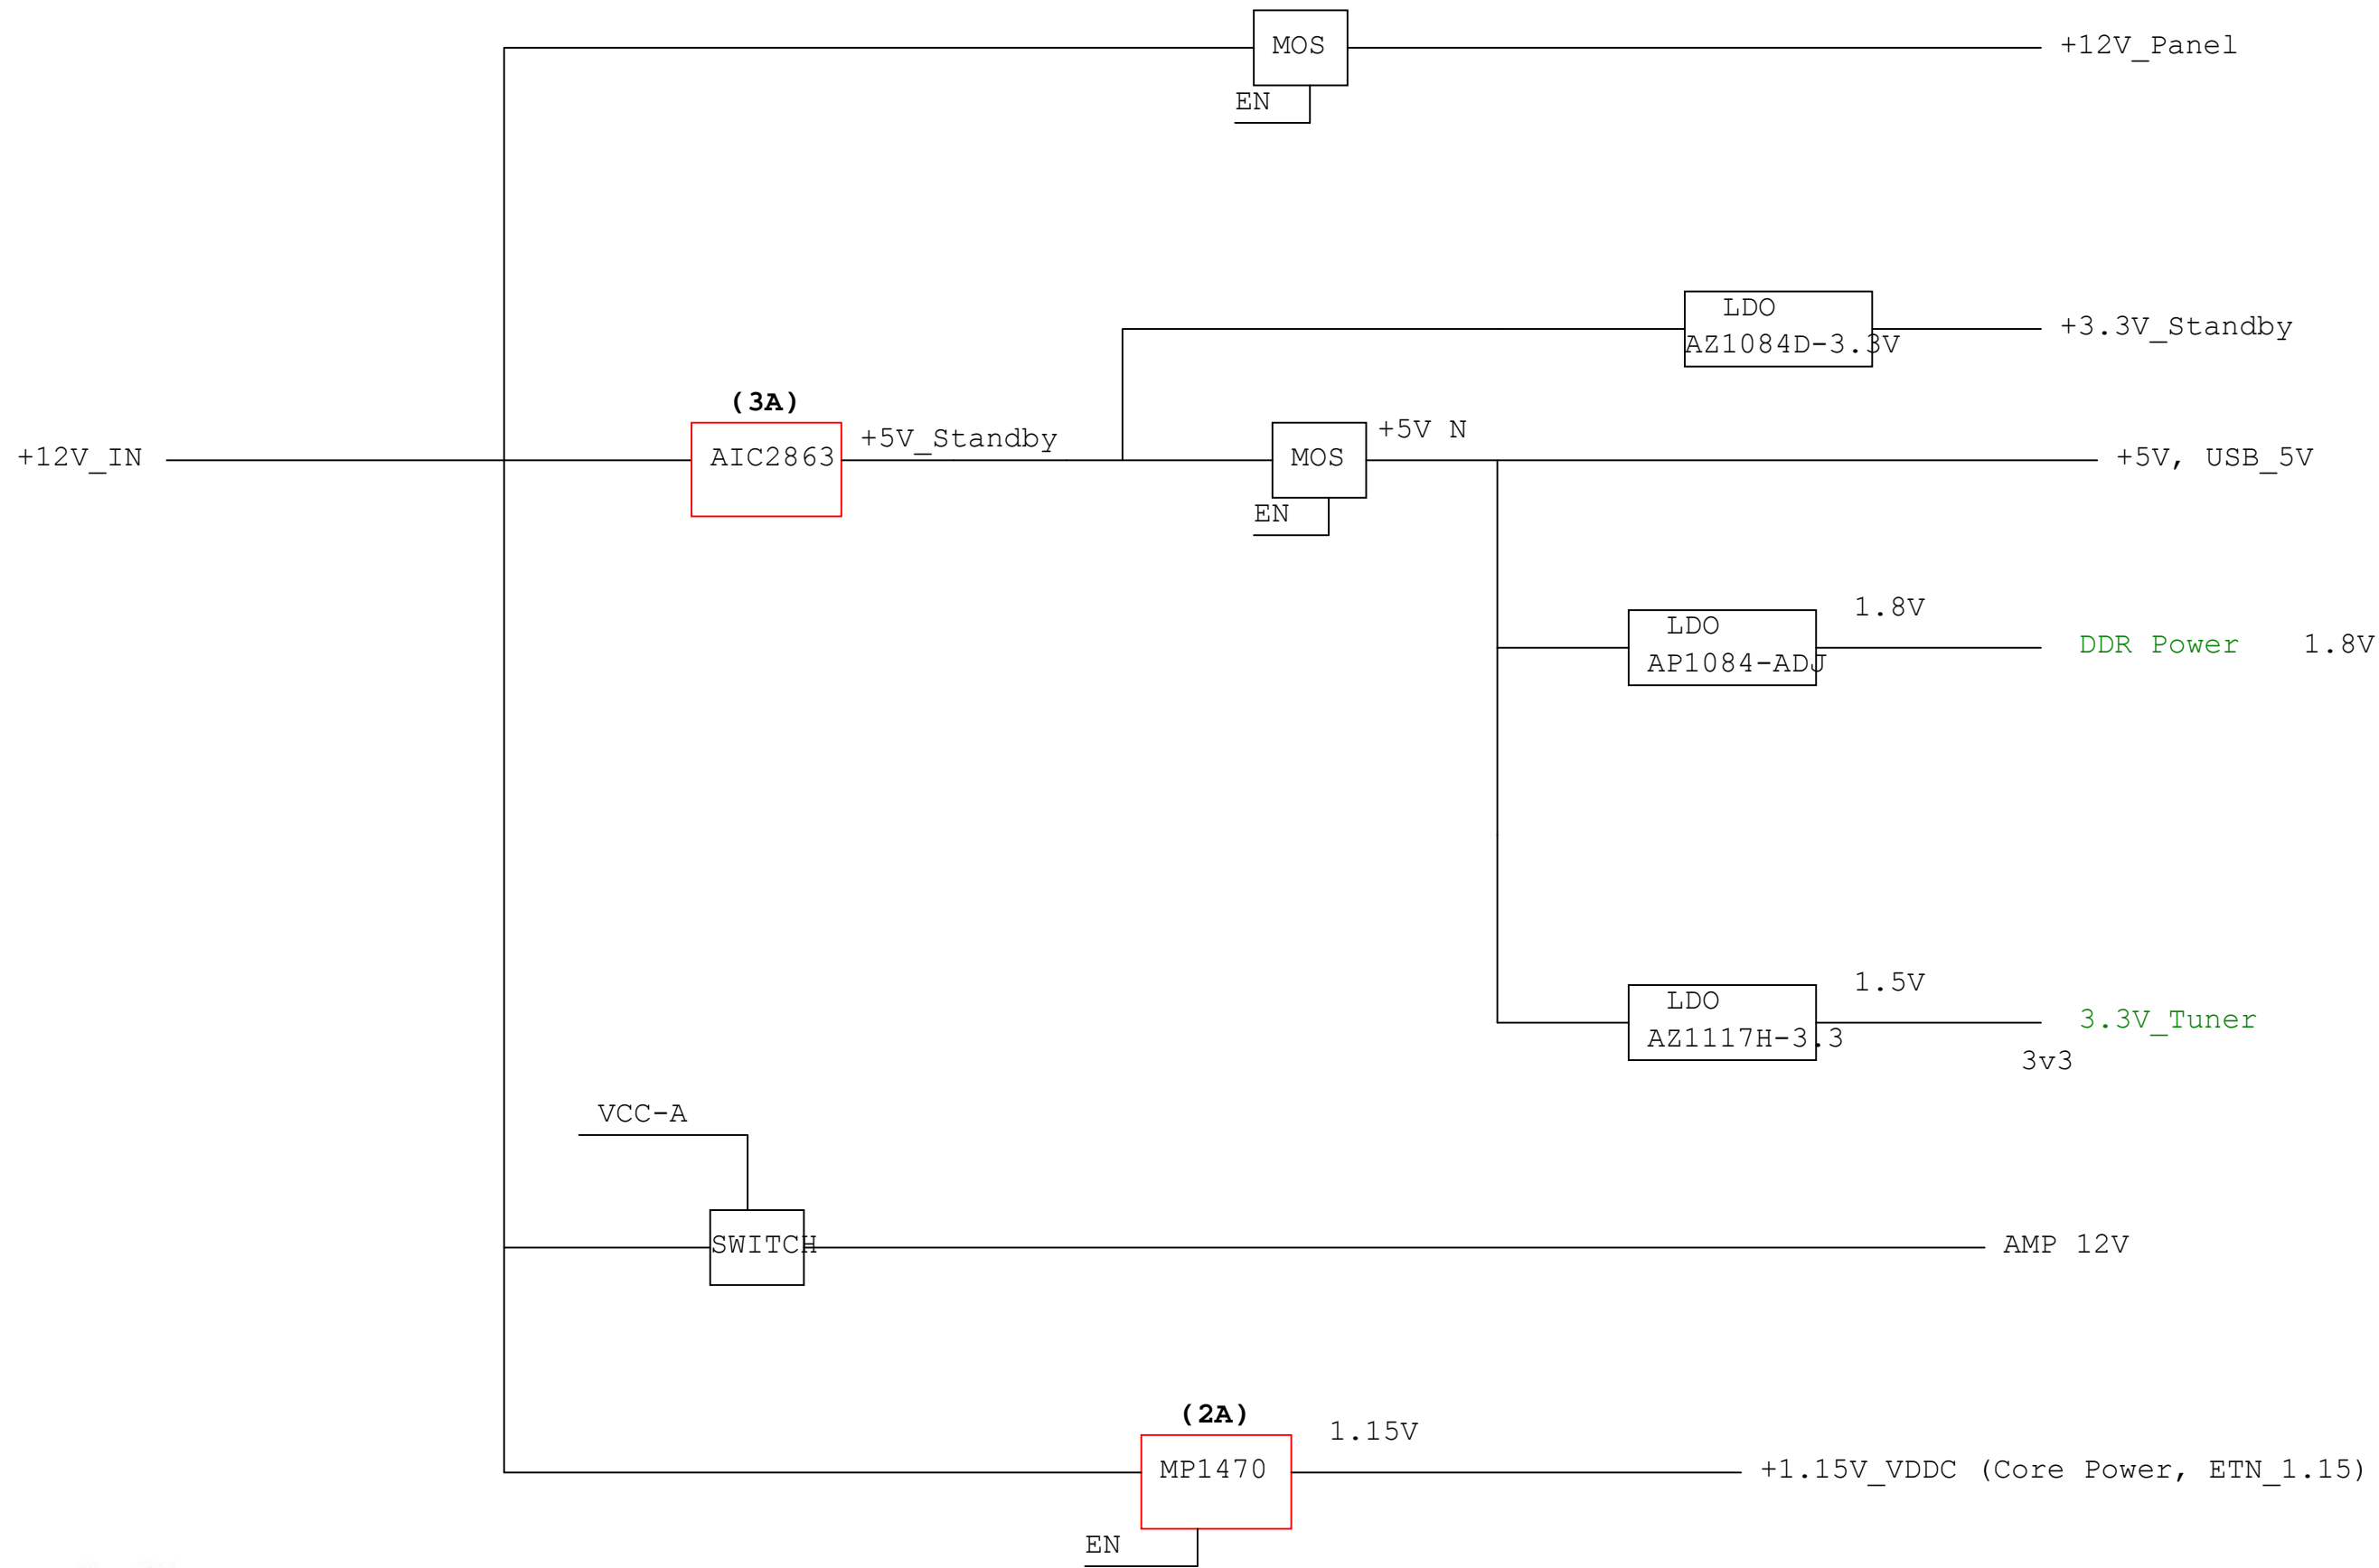 MOS
+12V_Panel
EN
LDO
AZ1084D-3.3V
+3.3V_Standby
(3A)
+12V_IN
AIC2863
+5V_Standby
MOS
+5V N
+5V, USB_5V
EN
LDO
AP1084-ADJ
1.8V
DDR Power 1.8V
LDO
AZ1117H-3.3
1.5V
3.3V_Tuner
3v3
VCC-A
SWITCH
AMP 12V
(2A)
MP1470
1.15V
+1.15V_VDDC (Core Power, ETN_1.15)
EN